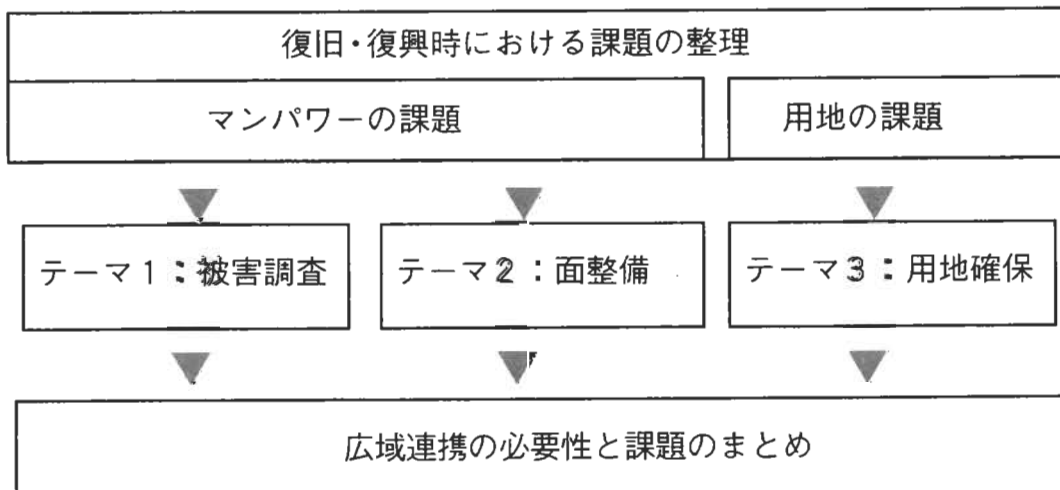 復旧・復興時における課題の整理
マンパワーの課題
用地の課題
テーマ1：被害調査
テーマ2：面整備
テーマ3：用地確保
広域連携の必要性と課題のまとめ